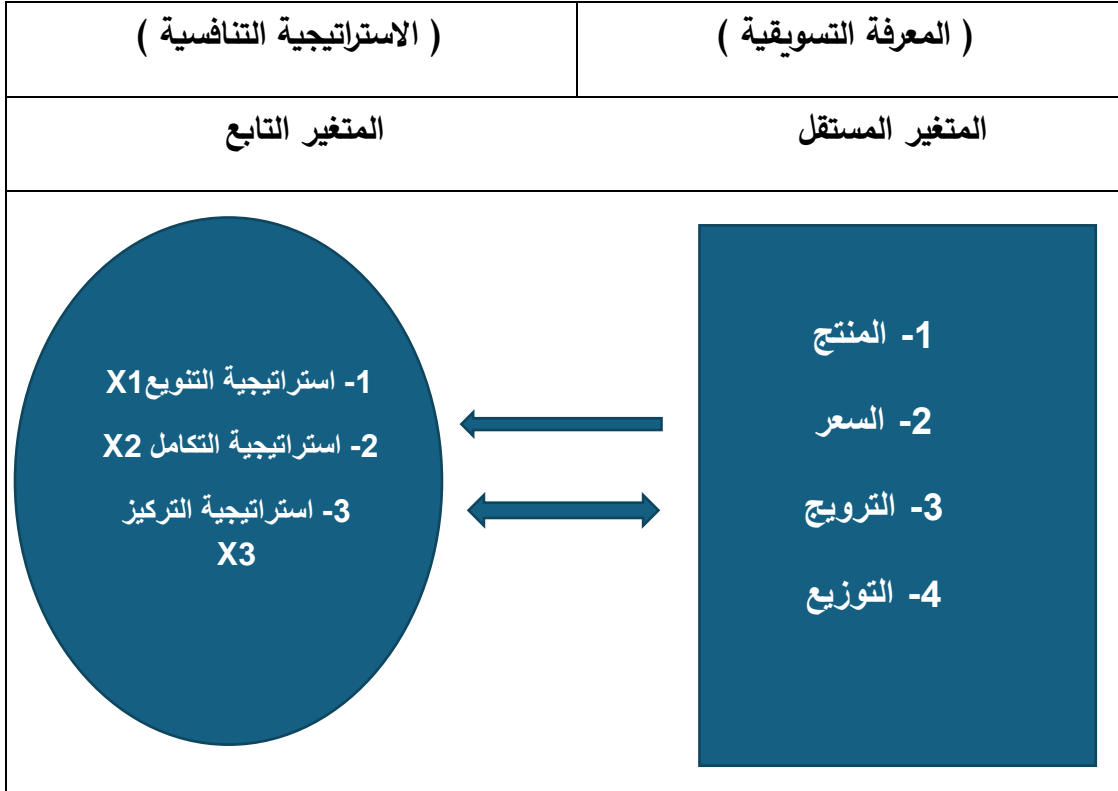 ( المعرفة التسويقية )
( الاستراتيجية التنافسية )
المتغير المستقل
المتغير التابع
1- المنتج
2- السعر
3- الترويج
4- التوزيع
1- استراتيجية التنويعX1
2- استراتيجية التكامل X2
3- استراتيجية التركيز
X3